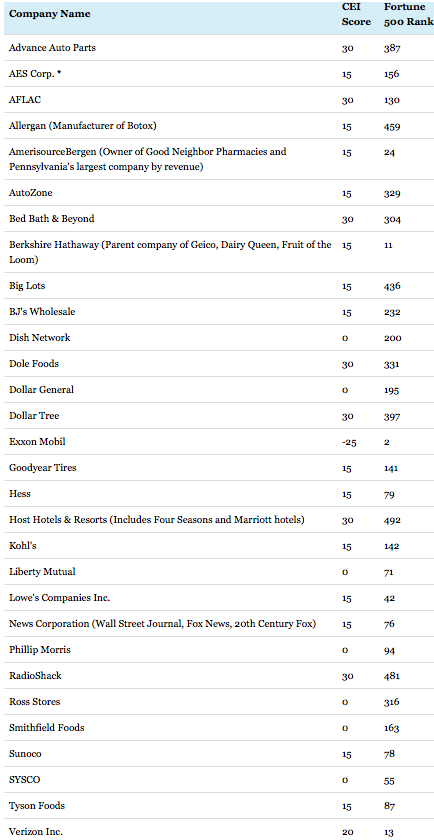 Company Name CEI Score Fortune 500 Rank
Advance Auto Parts 30 387
AES Corp. * 15 156
AFLAC 30 130
Allergan (Manufacturer of Botox) 15 459
AmerisourceBergen (Owner of Good Neighbor Pharmacies and 15 24
Pennsylvania's largest company by revenue)
AutoZone 15 329
Bed Bath & Beyond 30 304
Berkshire Hathaway (Parent company of Geico, Dairy Queen, Fruit of the 15 11
Loom)
Big Lots 15 436
BJ's Wholesale 15 232
Dish Network 0 200
Dole Foods 30 331
Dollar General 0 195
Dollar Tree 30 397
Exxon Mobil -25 2
Goodyear Tires 15 141
Hess 15 79
Host Hotels & Resorts (Includes Four Seasons and Marriott hotels) 30 492
Kohl's 15 142
Liberty Mutual 0 71
Lowe's Companies Inc. 15 42
News Corporation (Wall Street Journal, Fox News, 20th Century Fox) 15 76
Phillip Morris 0 94
RadioShack 30 481
Ross Stores 0 316
Smithfield Foods 0 163
Sunoco 15 78
SYSCO 0 55
Tyson Foods 15 87
Verizon Inc. 20 13